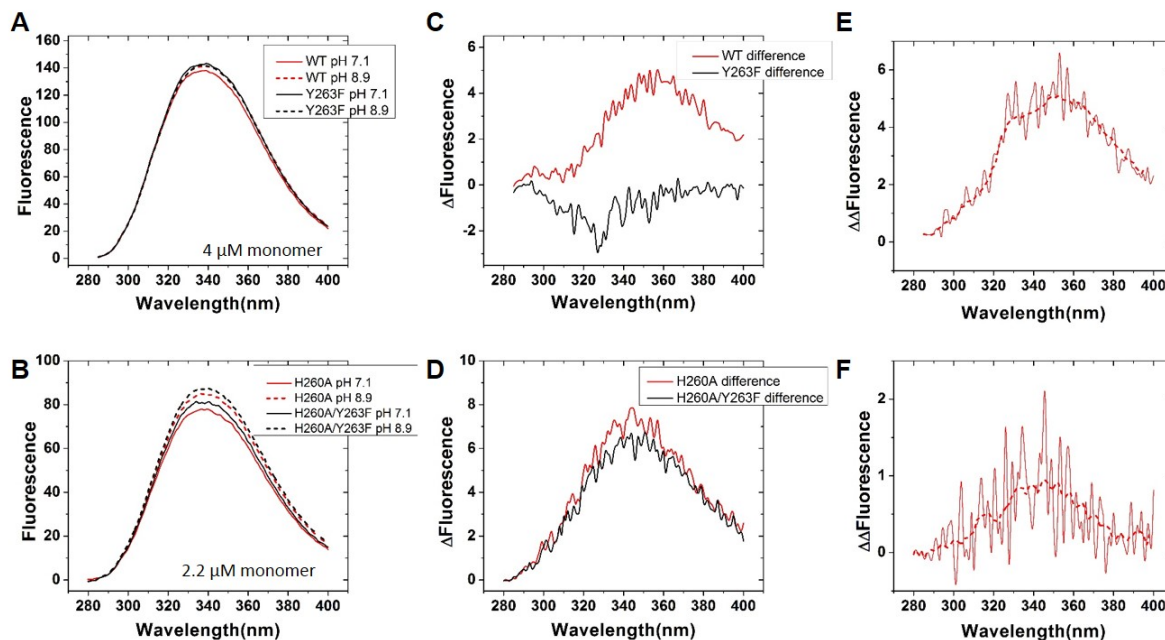 A
160
140
120
100
80
60
40
20
0
Fluorescence
WT pH 7.1
WT pH 8.9
Y263F pH 7.1
Y263F pH 8.9
4 µM monomer
280 300 320 340 360 380 400
Wavelength(nm)
C
6
4
2
0
-2
ΔFluorescence
WT difference
Y263F difference
280 300 320 340 360 380 400
Wavelength(nm)
E
6
4
2
0
ΔΔFluorescence
280 300 320 340 360 380 400
Wavelength(nm)
B
100
80
60
40
20
0
Fluorescence
H260A pH 7.1
H260A pH 8.9
H260A/Y263F pH 7.1
H260A/Y263F pH 8.9
2.2 µM monomer
280 300 320 340 360 380 400
Wavelength(nm)
D
10
8
6
4
2
0
ΔFluorescence
H260A difference
H260A/Y263F difference
280 300 320 340 360 380 400
Wavelength(nm)
F
2
1
0
ΔΔFluorescence
280 300 320 340 360 380 400
Wavelength(nm)